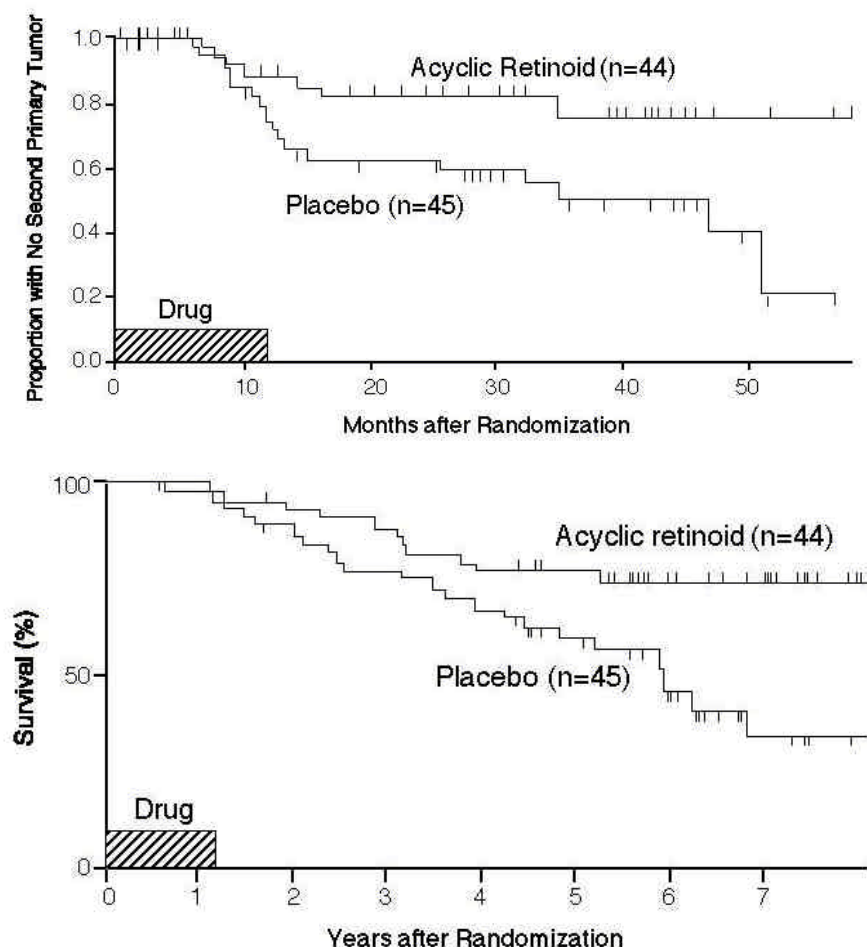 Proportion with No Second Primary Tumor
1.0
0.8
0.6
0.4
0.2
0.0
Acyclic Retinoid (n=44)
Placebo (n=45)
Drug
0 10 20 30 40 50
Months after Randomization
Survival (%)
100
50
0
Acyclic retinoid (n=44)
Placebo (n=45)
Drug
0 1 2 3 4 5 6 7
Years after Randomization